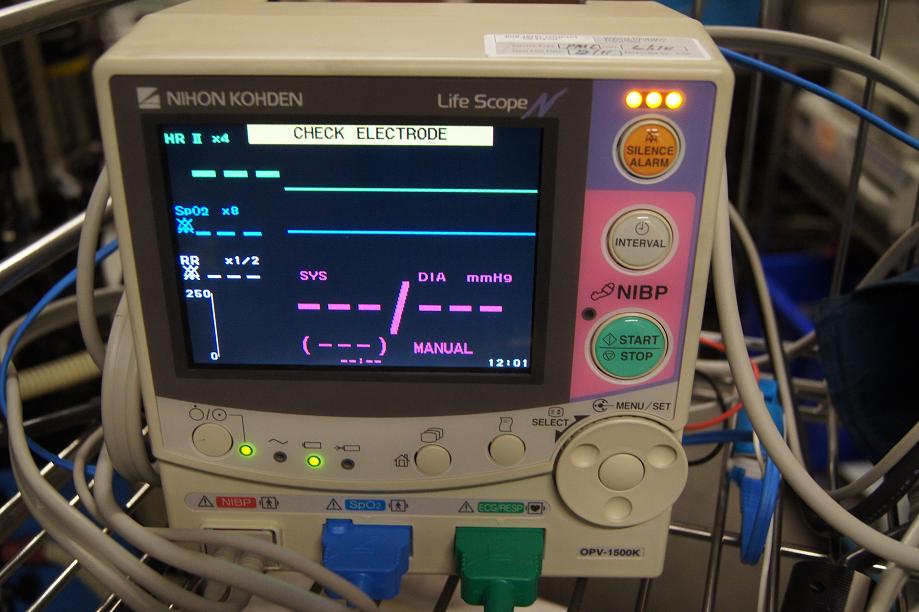 NIHON KOHDEN
Life Scope N
HR II x4
CHECK ELECTRODE
--- 
SpO2 x8
---
RR x1/2
---
250
0
SYS
DIA mmHg
--- / ---
(---)
MANUAL
--:--
12:01
SILENCE
ALARM
INTERVAL
NIBP
START
STOP
MENU/SET
SELECT
NIBP
SpO2
ECG/RESP
OPV-1500K